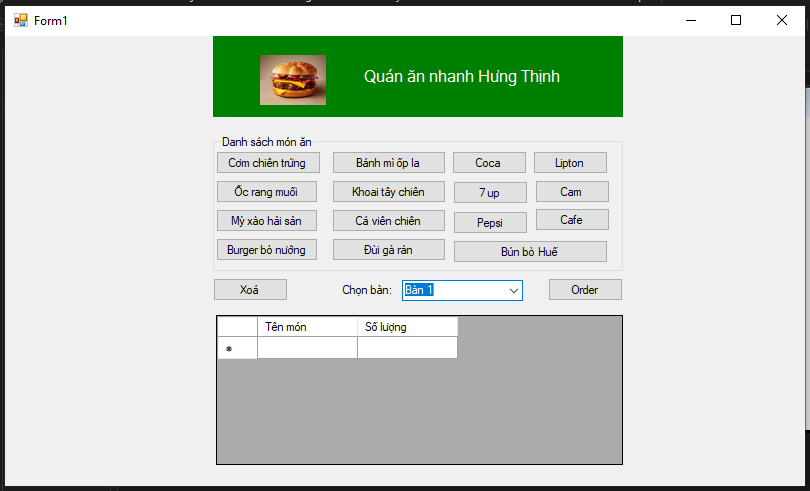 Form1
Quán ăn nhanh Hưng Thịnh
Danh sách món ăn
Cơm chiên trứng
Bánh mì ốp la
Coca
Lipton
Ốc rang muối
Khoai tây chiên
7 up
Cam
Mỳ xào hải sản
Cá viên chiên
Pepsi
Cafe
Burger bò nướng
Đùi gà rán
Bún bò Huế
Xoá
Chọn bàn:
Bàn 1
Order
Tên món
Số lượng